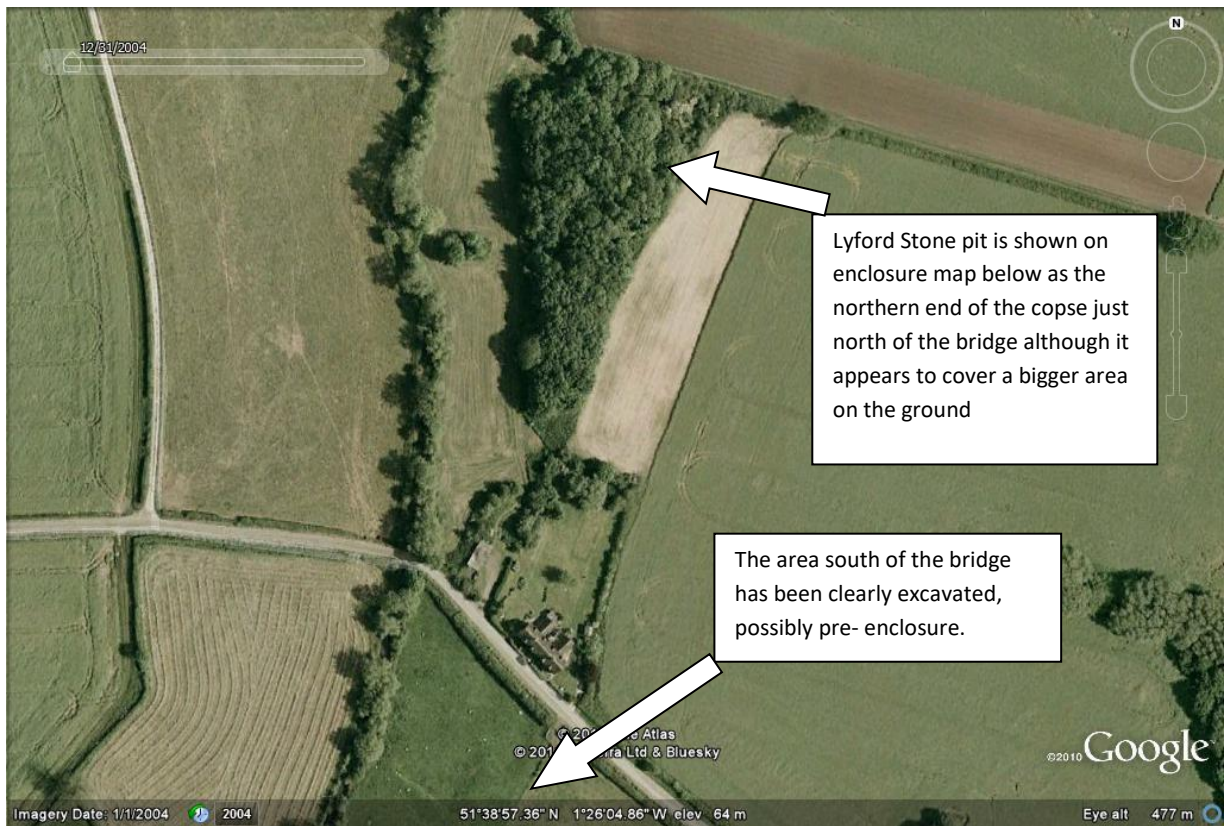 12/31/2004
N
Lyford Stone pit is shown on
enclosure map below as the
northern end of the copse just
north of the bridge although it
appears to cover a bigger area
on the ground
The area south of the bridge
has been clearly excavated,
possibly pre- enclosure.
Atlas
Ltd & Bluesky
©2010 Google
Imagery Date: 1/1/2004 2004 51°38'57.36" N 1°26'04.86" W elev 64 m Eye alt 477 m